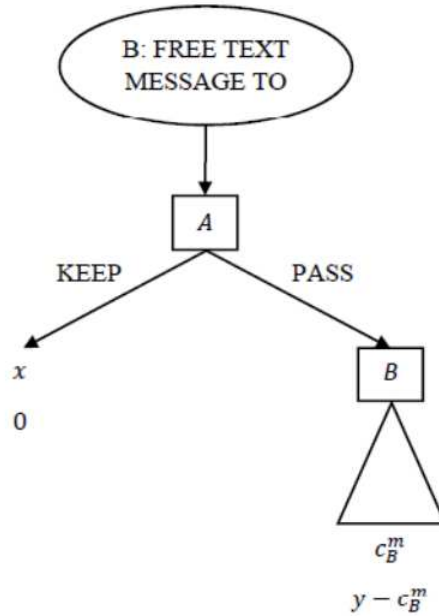 B: FREE TEXT
MESSAGE TO
A
KEEP
PASS
x
0
B
c_B^m
y − c_B^m